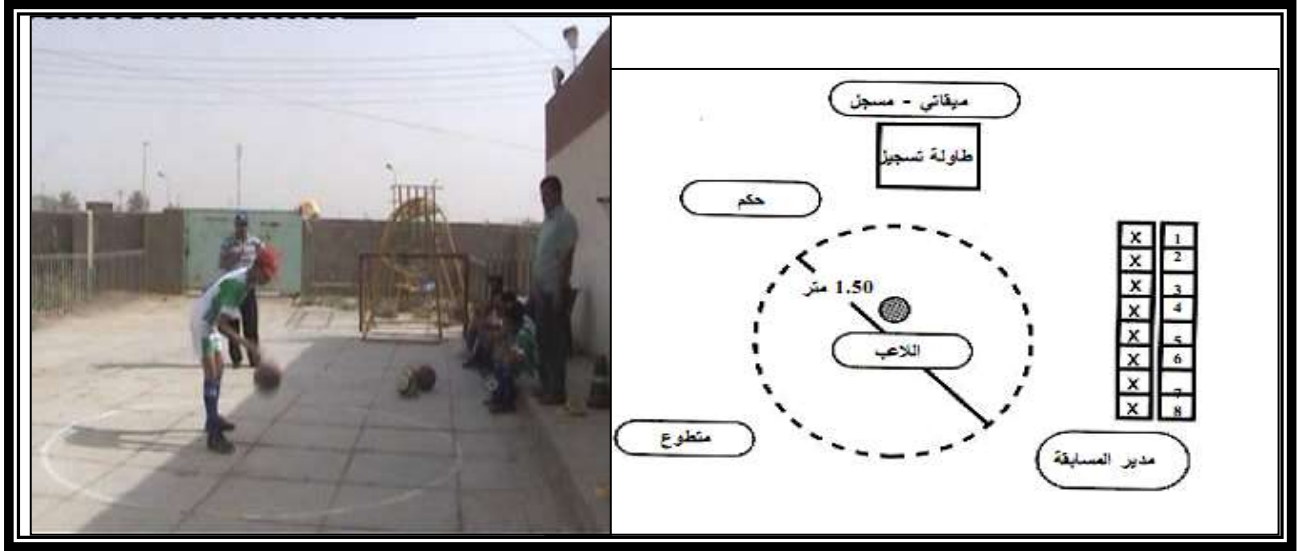 ميقاتي - مسجل
طاولة تسجيل
حكم
1.50 متر
اللاعب
متطوع
مدير المسابقة
X 1
X 2
X 3
X 4
X 5
X 6
X 7
X 8